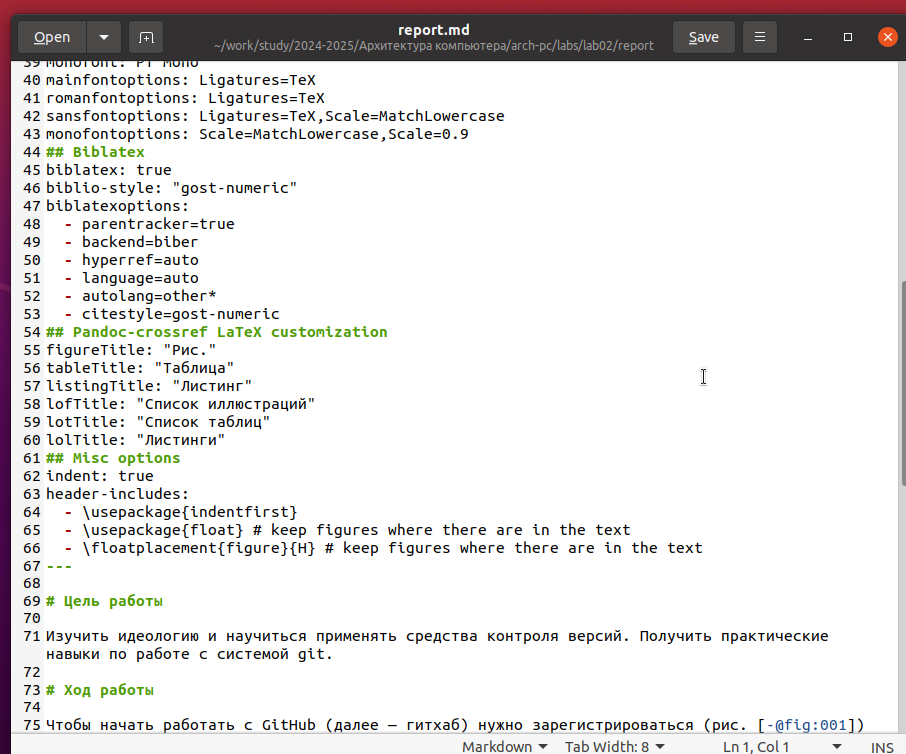 Open
report.md
~/work/study/2024-2025/Архитектура компьютера/arch-pc/labs/lab02/report
Save
39 monofont: PT Mono
40 mainfontoptions: Ligatures=TeX
41 romanfontoptions: Ligatures=TeX
42 sansfontoptions: Ligatures=TeX,Scale=MatchLowercase
43 monofontoptions: Scale=MatchLowercase,Scale=0.9
44 ## Biblatex
45 biblatex: true
46 biblio-style: "gost-numeric"
47 biblatexoptions:
48   - parentracker=true
49   - backend=biber
50   - hyperref=auto
51   - language=auto
52   - autolang=other*
53   - citestyle=gost-numeric
54 ## Pandoc-crossref LaTeX customization
55 figureTitle: "Рис."
56 tableTitle: "Таблица"
57 listingTitle: "Листинг"
58 lofTitle: "Список иллюстраций"
59 lotTitle: "Список таблиц"
60 lolTitle: "Листинги"
61 ## Misc options
62 indent: true
63 header-includes:
64   - \usepackage{indentfirst}
65   - \usepackage{float} # keep figures where there are in the text
66   - \floatplacement{figure}{H} # keep figures where there are in the text
67 ---
68
69 # Цель работы
70
71 Изучить идеологию и научиться применять средства контроля версий. Получить практические
навыки по работе с системой git.
72
73 # Ход работы
74
75 Чтобы начать работать с GitHub (далее — гитхаб) нужно зарегистрироваться (рис. [-@fig:001])
Markdown
Tab Width: 8
Ln 1, Col 1
INS